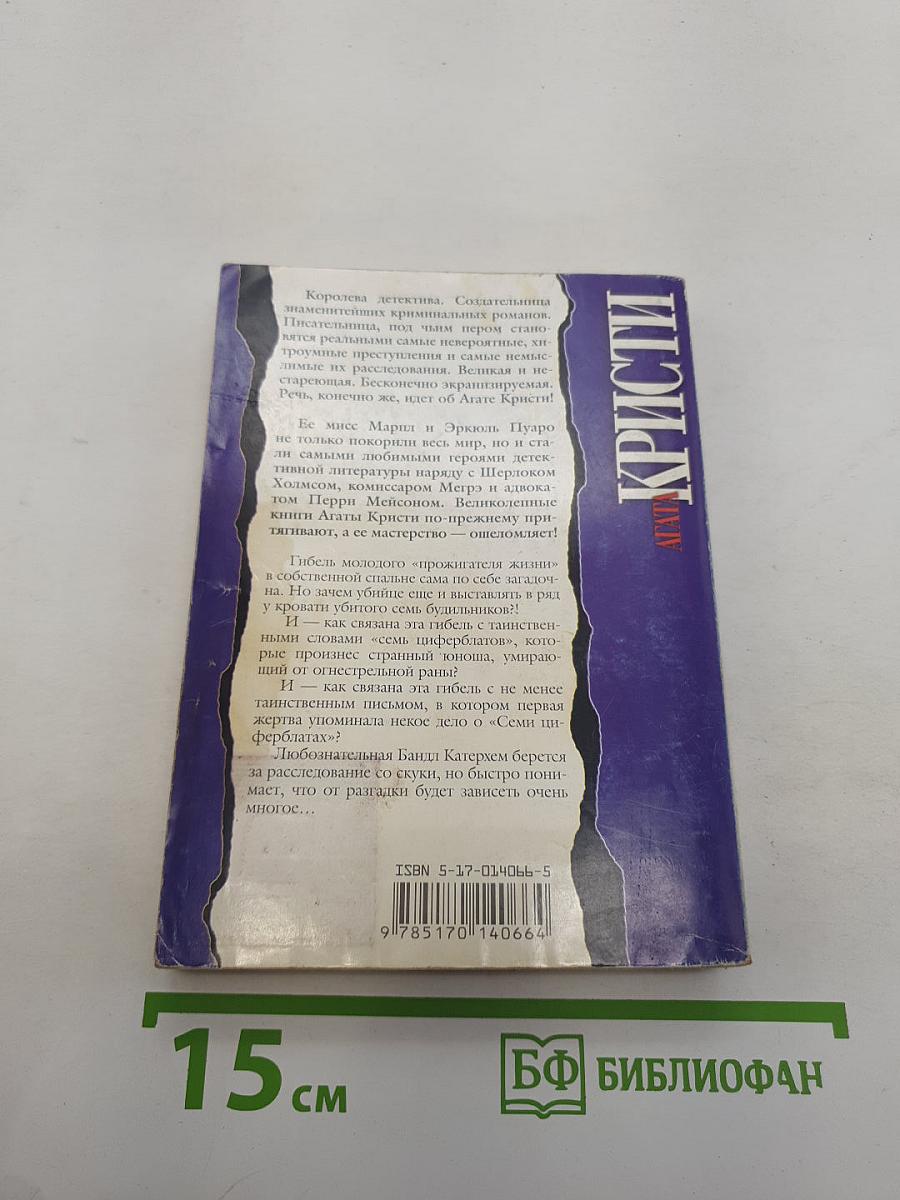 Королева детектива. Создательница
знаменитейших криминальных романов.
Писательница, под чьим пером стано-
вятся реальными самые невероятные, хи-
троумные преступления и самые немыс-
лимые их расследования. Великая и не-
стареющая. Бесконечно экранизируемая.
Речь, конечно же, идет об Агате Кристи!
Ее мисс Марпл и Эркюль Пуаро
не только покорили весь мир, но и ста-
ли самыми любимыми героями детек-
тивной литературы наряду с Шерлоком
Холмсом, комиссаром Мегрэ и адвока-
том Перри Мейсоном. Великолепные
книги Агаты Кристи по-прежнему при-
тягивают, а ее мастерство — ошеломляет!
Гибель молодого «прожигателя жизни»
в собственной спальне сама по себе загадоч-
на. Но зачем убийце еще и выставлять в ряд
у кровати убитого семь будильников?!
И — как связана эта гибель с таинствен-
ными словами «семь циферблатов», кото-
рые произнес странный юноша, умираю-
щий от огнестрельной раны?
И — как связана эта гибель с не менее
таинственным письмом, в котором первая
жертва упоминала некое дело о «Семи ци-
ферблатах»?
Любознательная Бандл Катерхем берется
за расследование со скуки, но быстро пони-
мает, что от разгадки будет зависеть очень
многое...
ISBN 5-17-014066-5
9 785170 140664
АГАТА
КРИСТИ
15 см
БФ БИБЛИОФАН